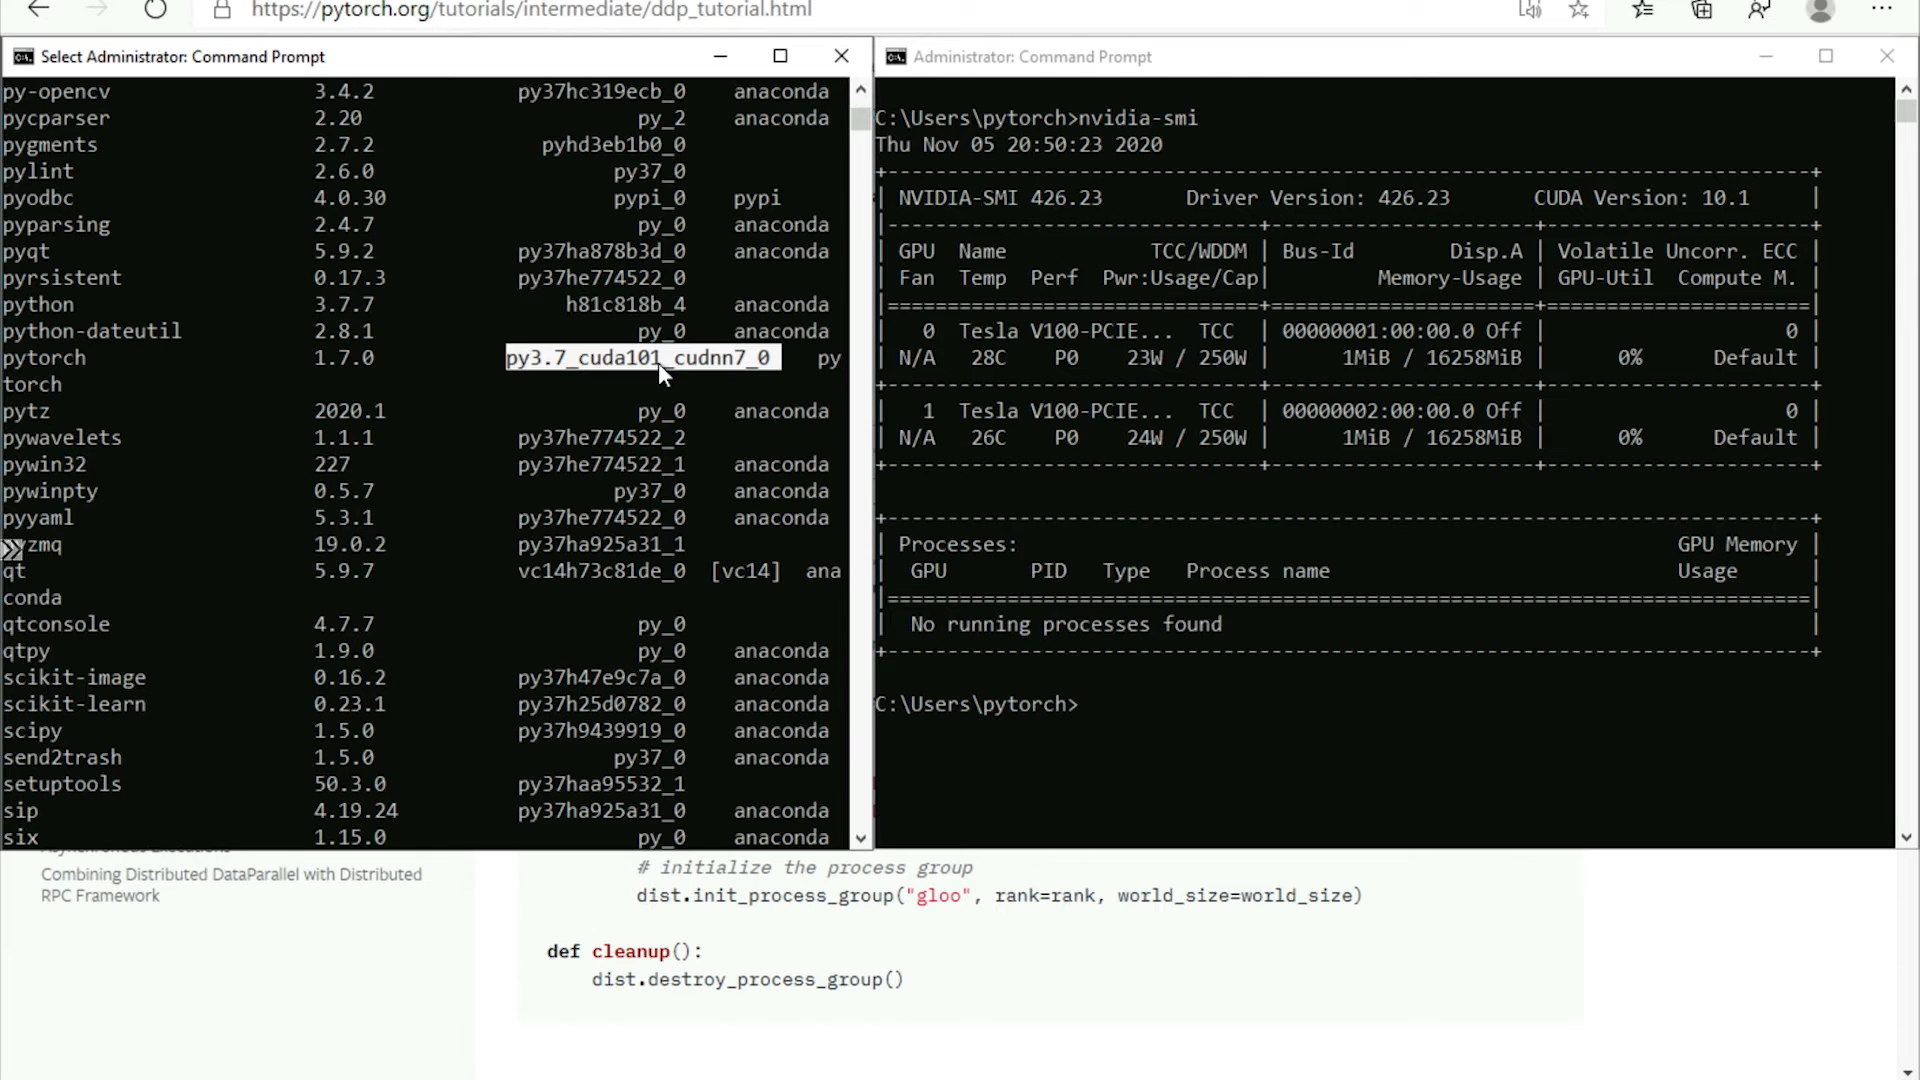 https://pytorch.org/tutorials/intermediate/ddp_tutorial.html
Select Administrator: Command Prompt
py-opencv 3.4.2 py37hc319ecb_0 anaconda
pycparser 2.20 py_2 anaconda
pygments 2.7.2 pyhd3eb1b0_0
pylint 2.6.0 py37_0
pyodbc 4.0.30 pypi_0 pypi
pyparsing 2.4.7 py_0 anaconda
pyqt 5.9.2 py37ha878b3d_0 anaconda
pyrsistent 0.17.3 py37he774522_0
python 3.7.7 h81c818b_4 anaconda
python-dateutil 2.8.1 py_0 anaconda
pytorch 1.7.0 py3.7_cuda101_cudnn7_0 py
torch
pytz 2020.1 py_0 anaconda
pywavelets 1.1.1 py37he774522_2
pywin32 227 py37he774522_1 anaconda
pywinpty 0.5.7 py37_0 anaconda
pyyaml 5.3.1 py37he774522_0 anaconda
yzmq 19.0.2 py37ha925a31_1
qt 5.9.7 vc14h73c81de_0 [vc14] ana
conda
qtconsole 4.7.7 py_0
qtpy 1.9.0 py_0 anaconda
scikit-image 0.16.2 py37h47e9c7a_0 anaconda
scikit-learn 0.23.1 py37h25d0782_0 anaconda
scipy 1.5.0 py37h9439919_0 anaconda
send2trash 1.5.0 py37_0 anaconda
setuptools 50.3.0 py37haa95532_1
sip 4.19.24 py37ha925a31_0 anaconda
six 1.15.0 py_0 anaconda
Administrator: Command Prompt
C:\Users\pytorch>nvidia-smi
Thu Nov 05 20:50:23 2020
+-----------------------------------------------------------------------------+
| NVIDIA-SMI 426.23 Driver Version: 426.23 CUDA Version: 10.1 |
|-------------------------------+----------------------+----------------------+
| GPU Name TCC/WDDM | Bus-Id Disp.A | Volatile Uncorr. ECC |
| Fan Temp Perf Pwr:Usage/Cap| Memory-Usage | GPU-Util Compute M. |
|===============================+======================+======================|
| 0 Tesla V100-PCIE... TCC | 00000001:00:00.0 Off | 0 |
| N/A 28C P0 23W / 250W | 1MiB / 16258MiB | 0% Default |
+-------------------------------+----------------------+----------------------+
| 1 Tesla V100-PCIE... TCC | 00000002:00:00.0 Off | 0 |
| N/A 26C P0 24W / 250W | 1MiB / 16258MiB | 0% Default |
+-------------------------------+----------------------+----------------------+
+-----------------------------------------------------------------------------+
| Processes: GPU Memory |
| GPU PID Type Process name Usage |
|=============================================================================|
| No running processes found |
+-----------------------------------------------------------------------------+
C:\Users\pytorch>
Combining Distributed DataParallel with Distributed
RPC Framework
# initialize the process group
dist.init_process_group("gloo", rank=rank, world_size=world_size)
def cleanup():
dist.destroy_process_group()